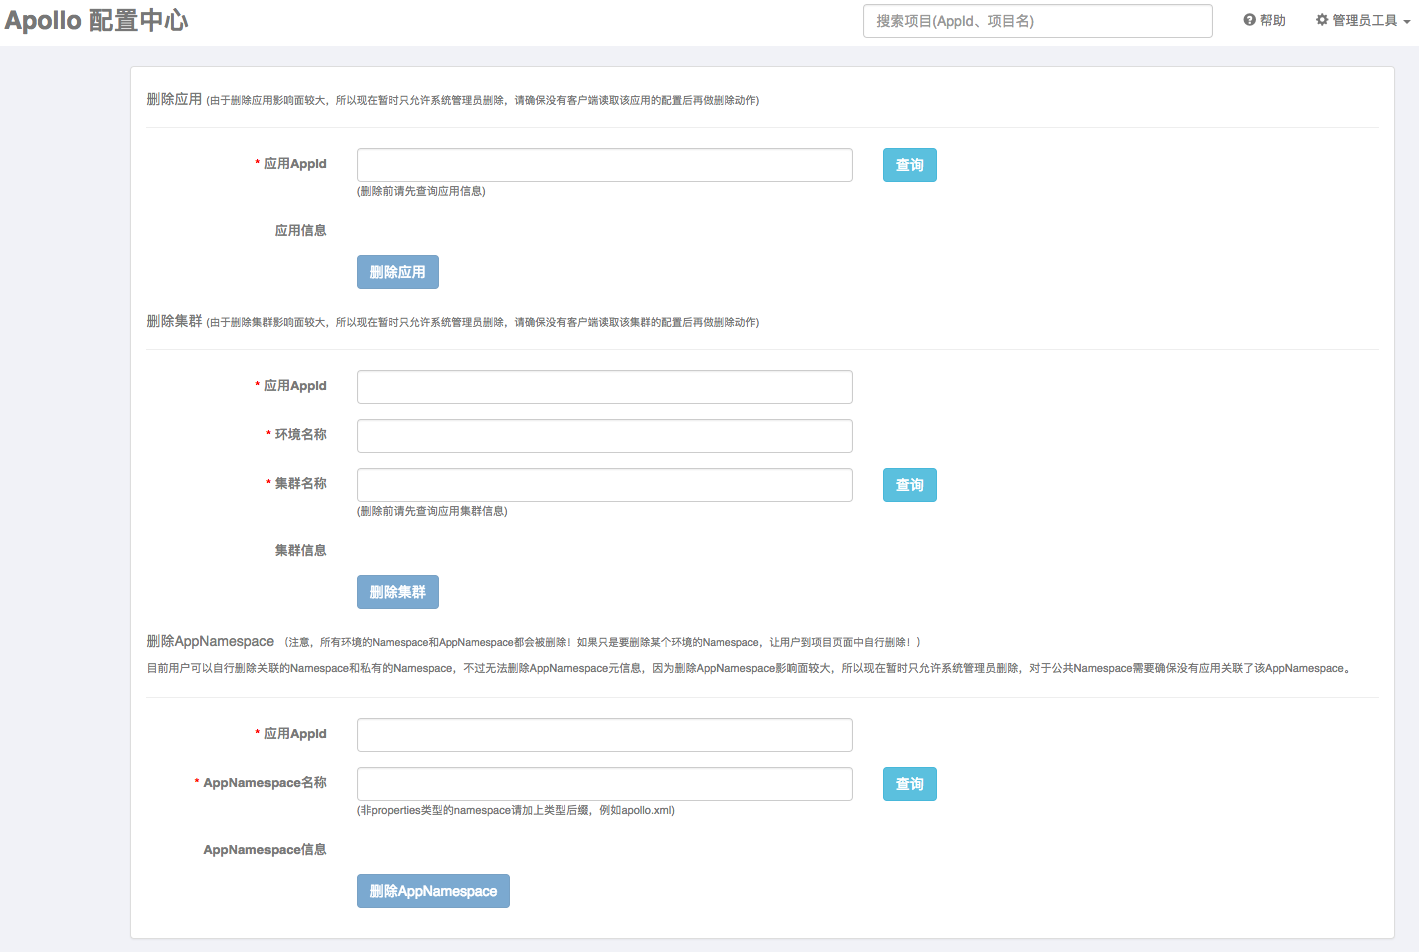 Apollo 配置中心
搜索项目(AppId、项目名)
帮助
管理员工具
删除应用 (由于删除应用影响面较大，所以现在暂时只允许系统管理员删除，请确保没有客户端读取该应用的配置后再做删除动作)
* 应用AppId
查询
(删除前请先查询应用信息)
应用信息
删除应用
删除集群 (由于删除集群影响面较大，所以现在暂时只允许系统管理员删除，请确保没有客户端读取该集群的配置后再做删除动作)
* 应用AppId
* 环境名称
* 集群名称
查询
(删除前请先查询应用集群信息)
集群信息
删除集群
删除AppNamespace （注意，所有环境的Namespace和AppNamespace都会被删除！如果只是要删除某个环境的Namespace，让用户到项目页面中自行删除！）
目前用户可以自行删除关联的Namespace和私有的Namespace，不过无法删除AppNamespace元信息，因为删除AppNamespace影响面较大，所以现在暂时只允许系统管理员删除，对于公共Namespace需要确保没有应用关联了该AppNamespace。
* 应用AppId
* AppNamespace名称
查询
(非properties类型的namespace请加上类型后缀，例如apollo.xml)
AppNamespace信息
删除AppNamespace